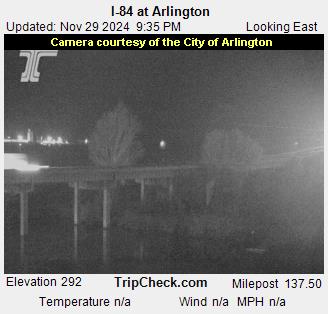 I-84 at Arlington
Updated: Nov 29 2024 9:35 PM Looking East
Camera courtesy of the City of Arlington
Elevation 292 TripCheck.com Milepost 137.50
Temperature n/a Wind n/a MPH n/a